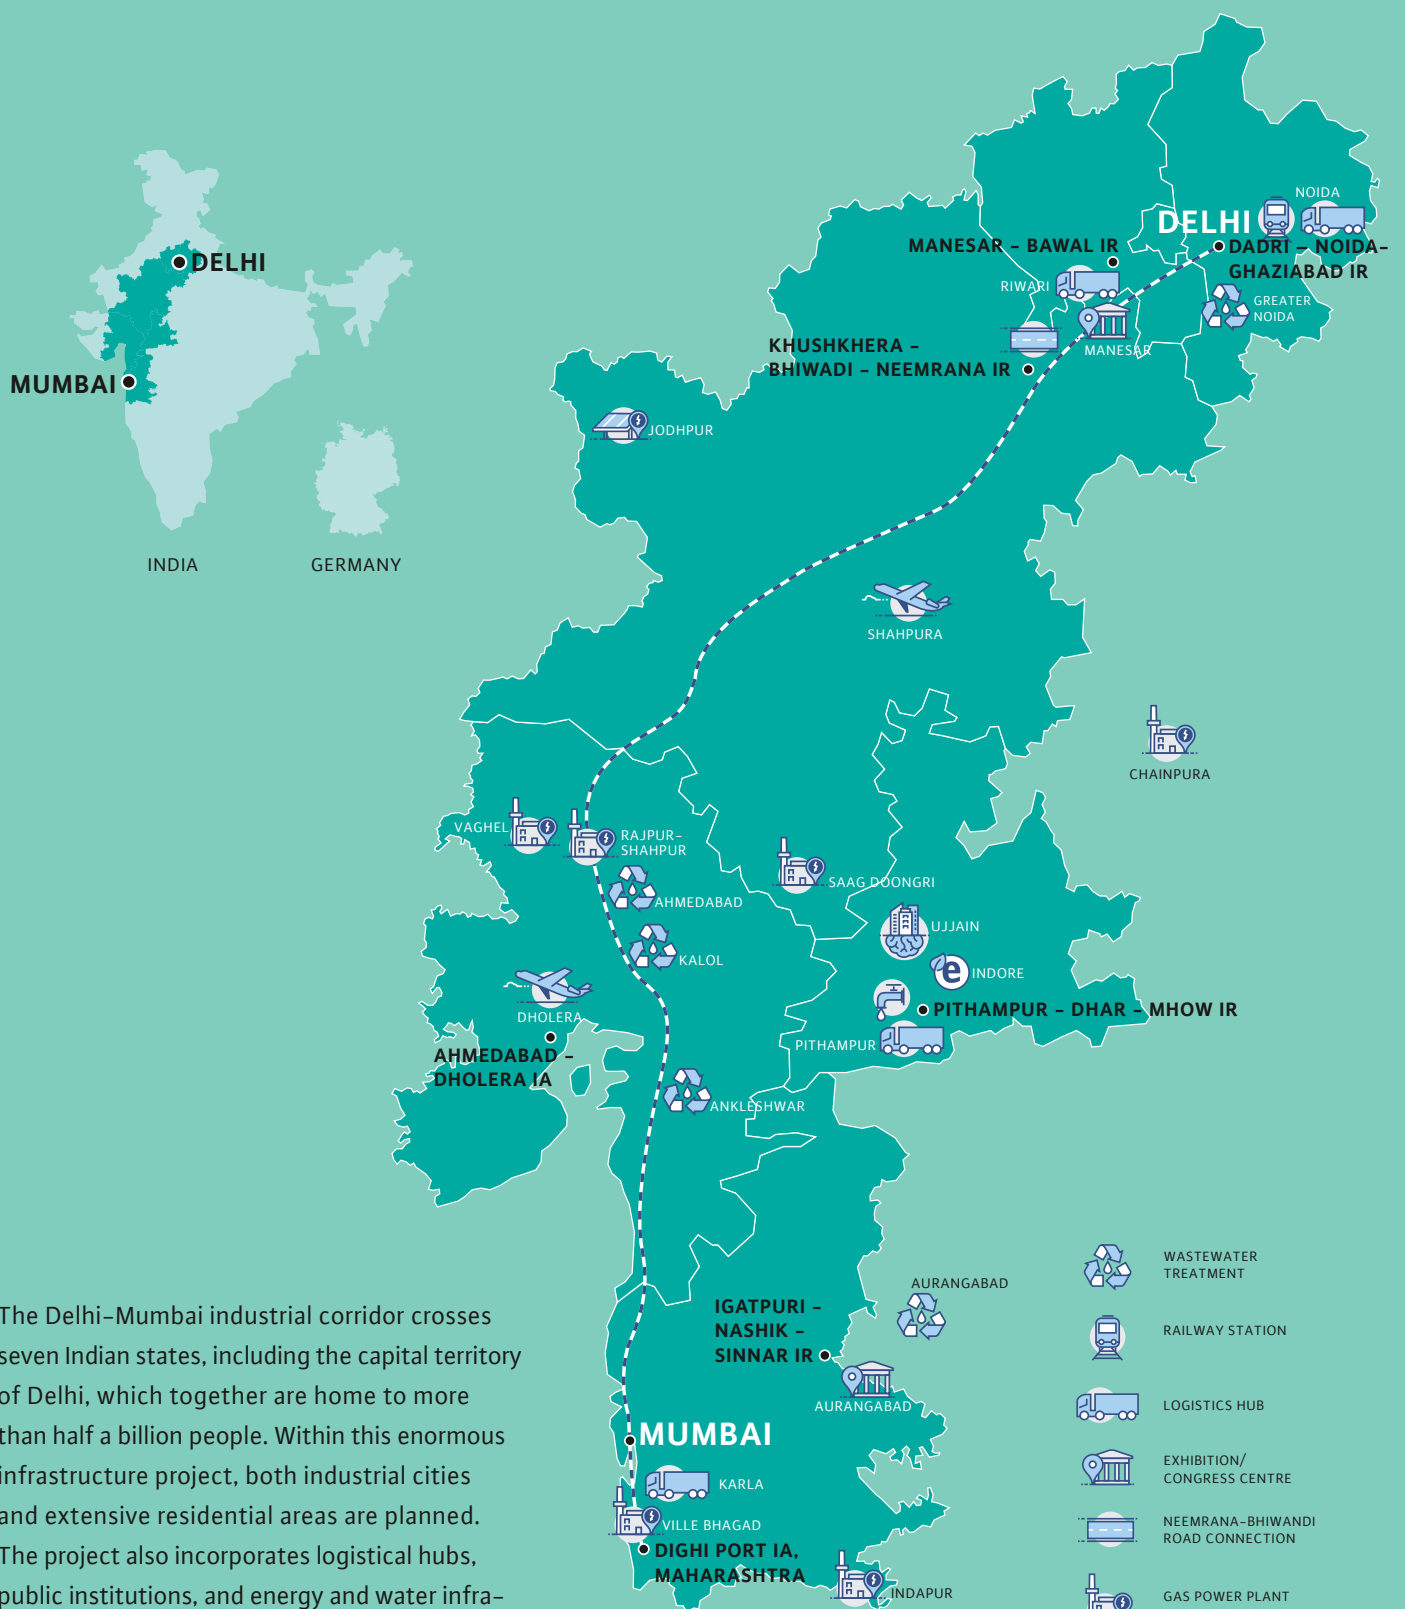 DELHI
MUMBAI
INDIA
GERMANY
NOIDA
DELHI
MANESAR – BAWAL IR
DADRI – NOIDA–
GHAZIABAD IR
RIWARI
GREATER
NOIDA
KHUSHKHERA –
BHIWADI – NEEMRANA IR
MANESAR
JODHPUR
SHAHPURA
CHAINPURA
VAGHEL
RAJPUR–
SHAHPUR
SAAG DOONGRI
AHMEDABAD
UJJAIN
KALOL
e
INDORE
DHOLERA
PITHAMPUR – DHAR – MHOW IR
PITHAMPUR
AHMEDABAD –
DHOLERA IA
ANKLESHWAR
AURANGABAD
IGATPURI –
NASHIK –
SINNAR IR
AURANGABAD
MUMBAI
KARLA
VILLE BHAGAD
DIGHI PORT IA,
MAHARASHTRA
INDAPUR
WASTEWATER
TREATMENT
RAILWAY STATION
LOGISTICS HUB
EXHIBITION/
CONGRESS CENTRE
NEEMRANA–BHIWANDI
ROAD CONNECTION
GAS POWER PLANT
The Delhi–Mumbai industrial corridor crosses
seven Indian states, including the capital territory
of Delhi, which together are home to more
than half a billion people. Within this enormous
infrastructure project, both industrial cities
and extensive residential areas are planned.
The project also incorporates logistical hubs,
public institutions, and energy and water infra–